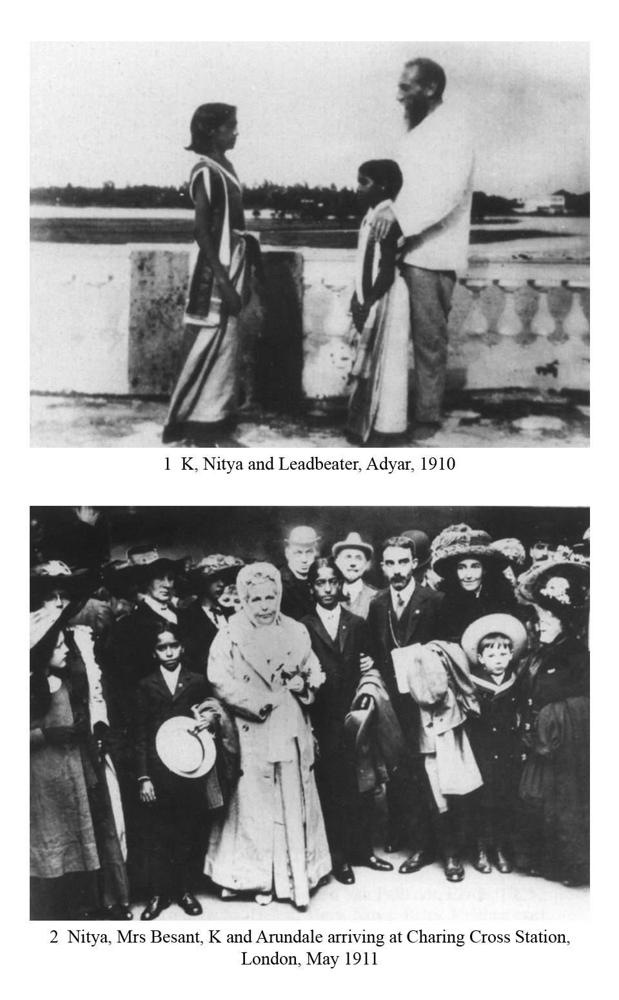 1 K, Nitya and Leadbeater, Adyar, 1910
2 Nitya, Mrs Besant, K and Arundale arriving at Charing Cross Station,
London, May 1911